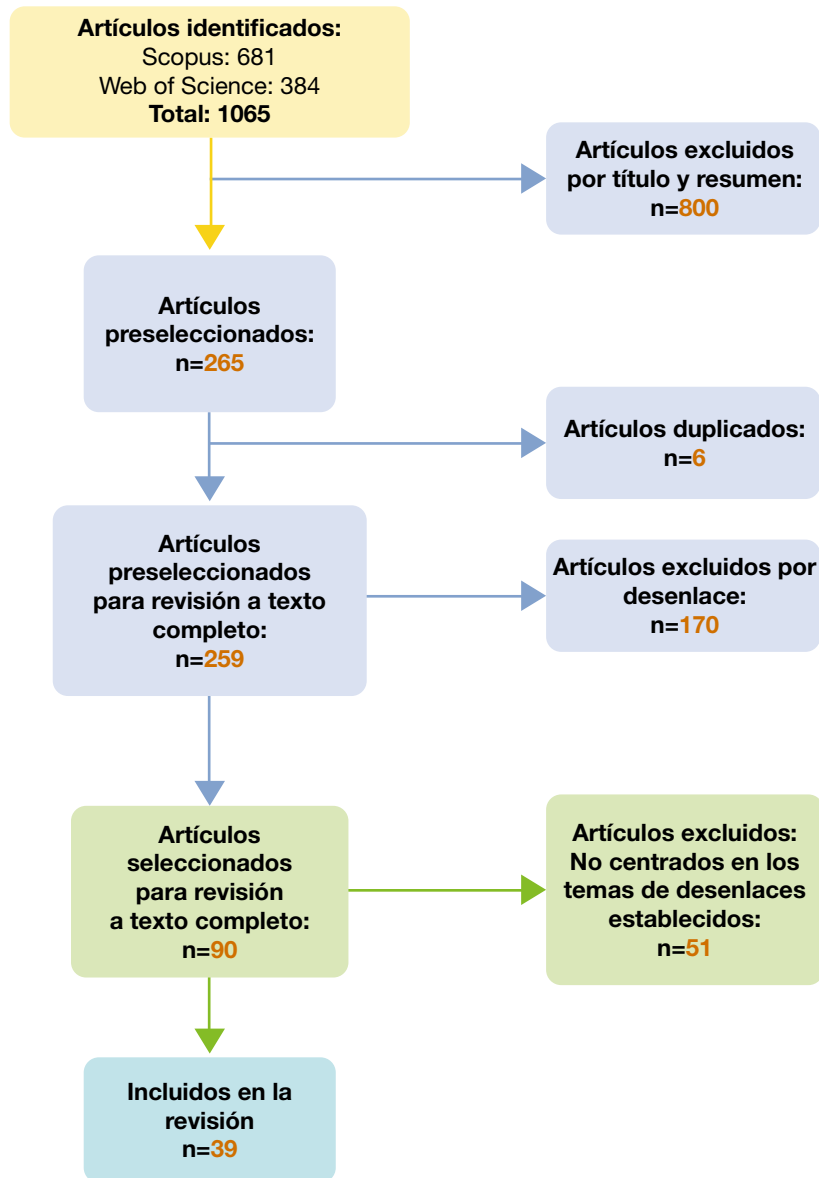 Artículos identificados:
Scopus: 681
Web of Science: 384
Total: 1065
Artículos excluidos
por título y resumen:
n=800
Artículos
preseleccionados:
n=265
Artículos duplicados:
n=6
Artículos
preseleccionados
para revisión a texto
completo:
n=259
Artículos excluidos por
desenlace:
n=170
Artículos
seleccionados
para revisión
a texto completo:
n=90
Artículos excluidos:
No centrados en los
temas de desenlaces
establecidos:
n=51
Incluidos en la
revisión
n=39